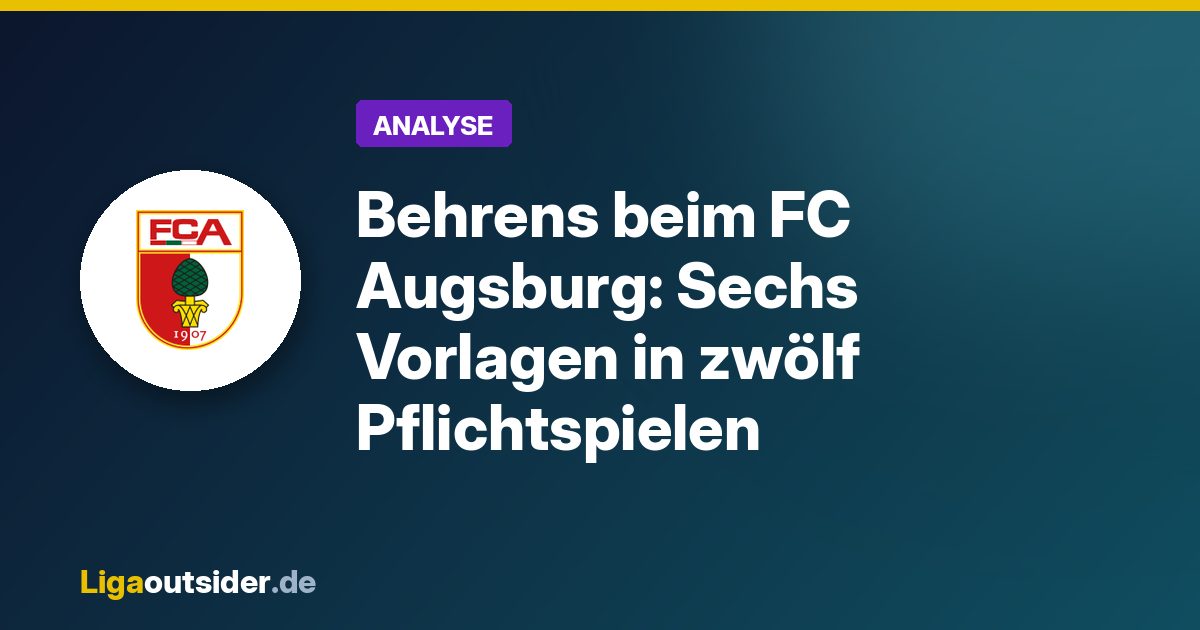 ANALYSE
Behrens beim FC
Augsburg: Sechs
Vorlagen in zwölf
Pflichtspielen
FCA
1907
Ligaoutsider.de